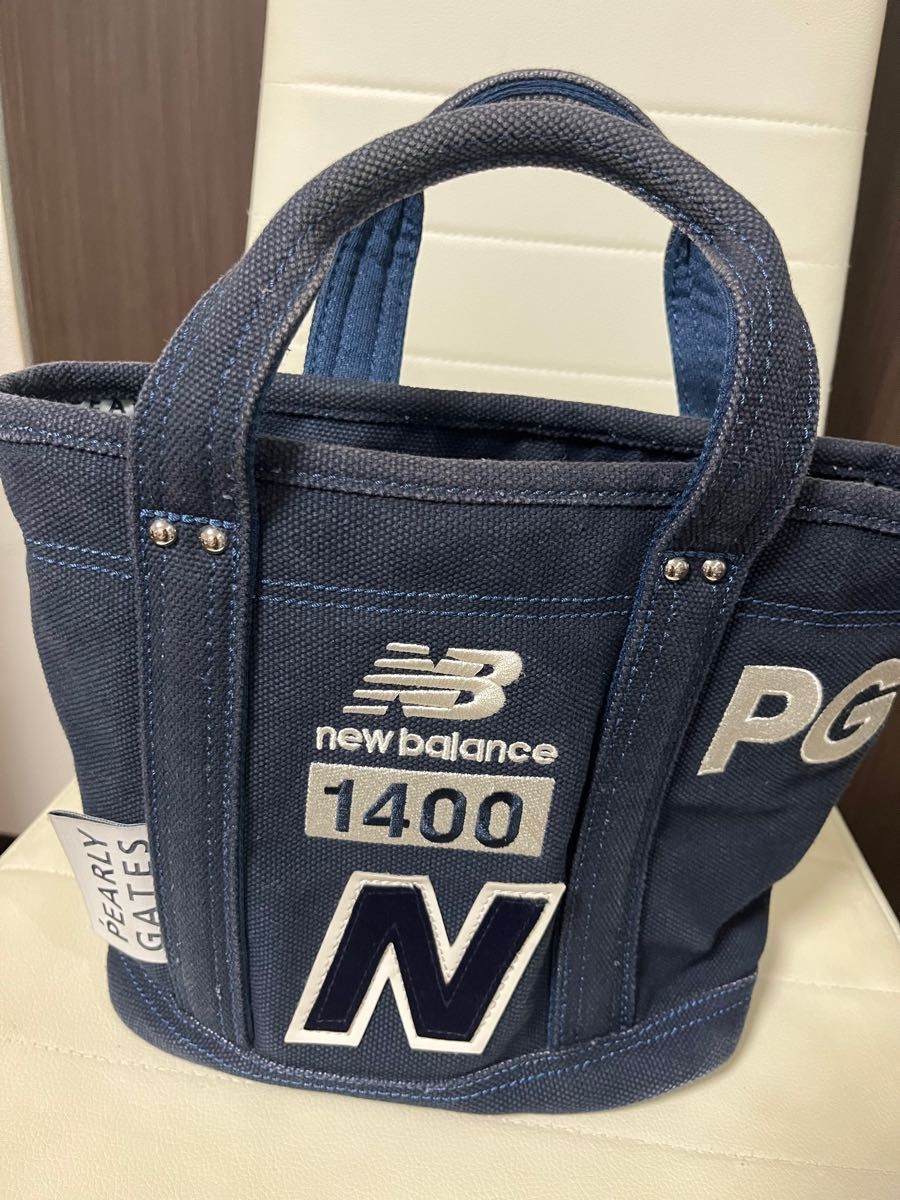 NB
new balance
1400
N
PG
PEARLY
GATES